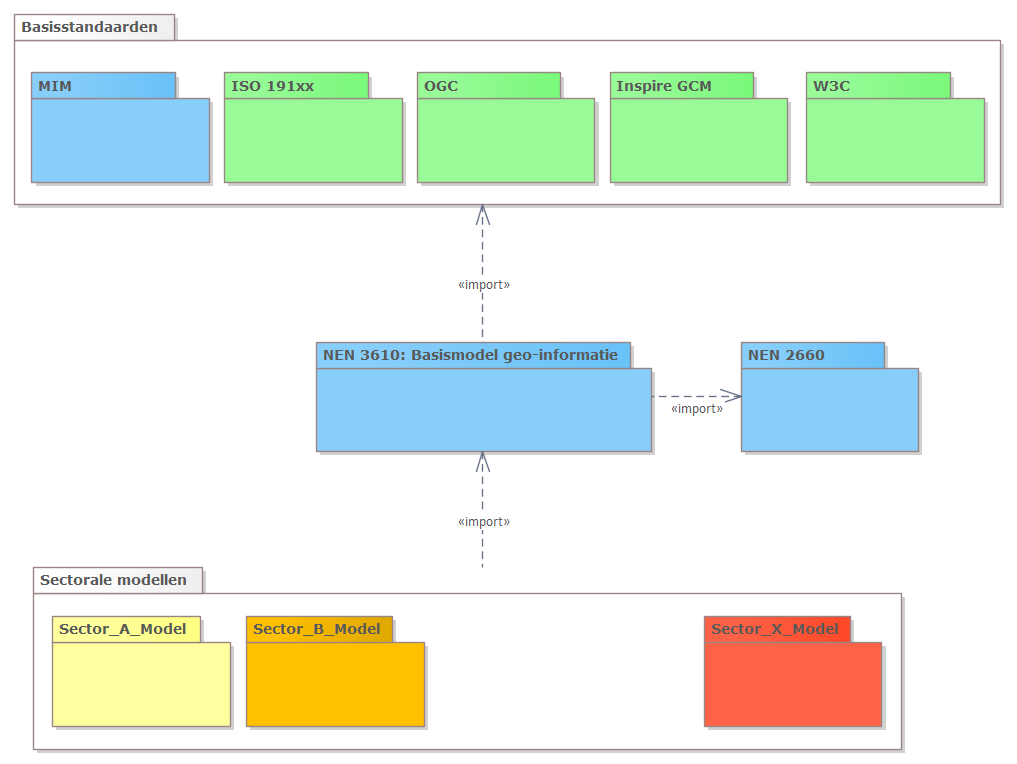 Basisstandaarden
MIM
ISO 191xx
OGC
Inspire GCM
W3C
«import»
NEN 3610: Basismodel geo-informatie
NEN 2660
«import»
«import»
Sectorale modellen
Sector_A_Model
Sector_B_Model
Sector_X_Model